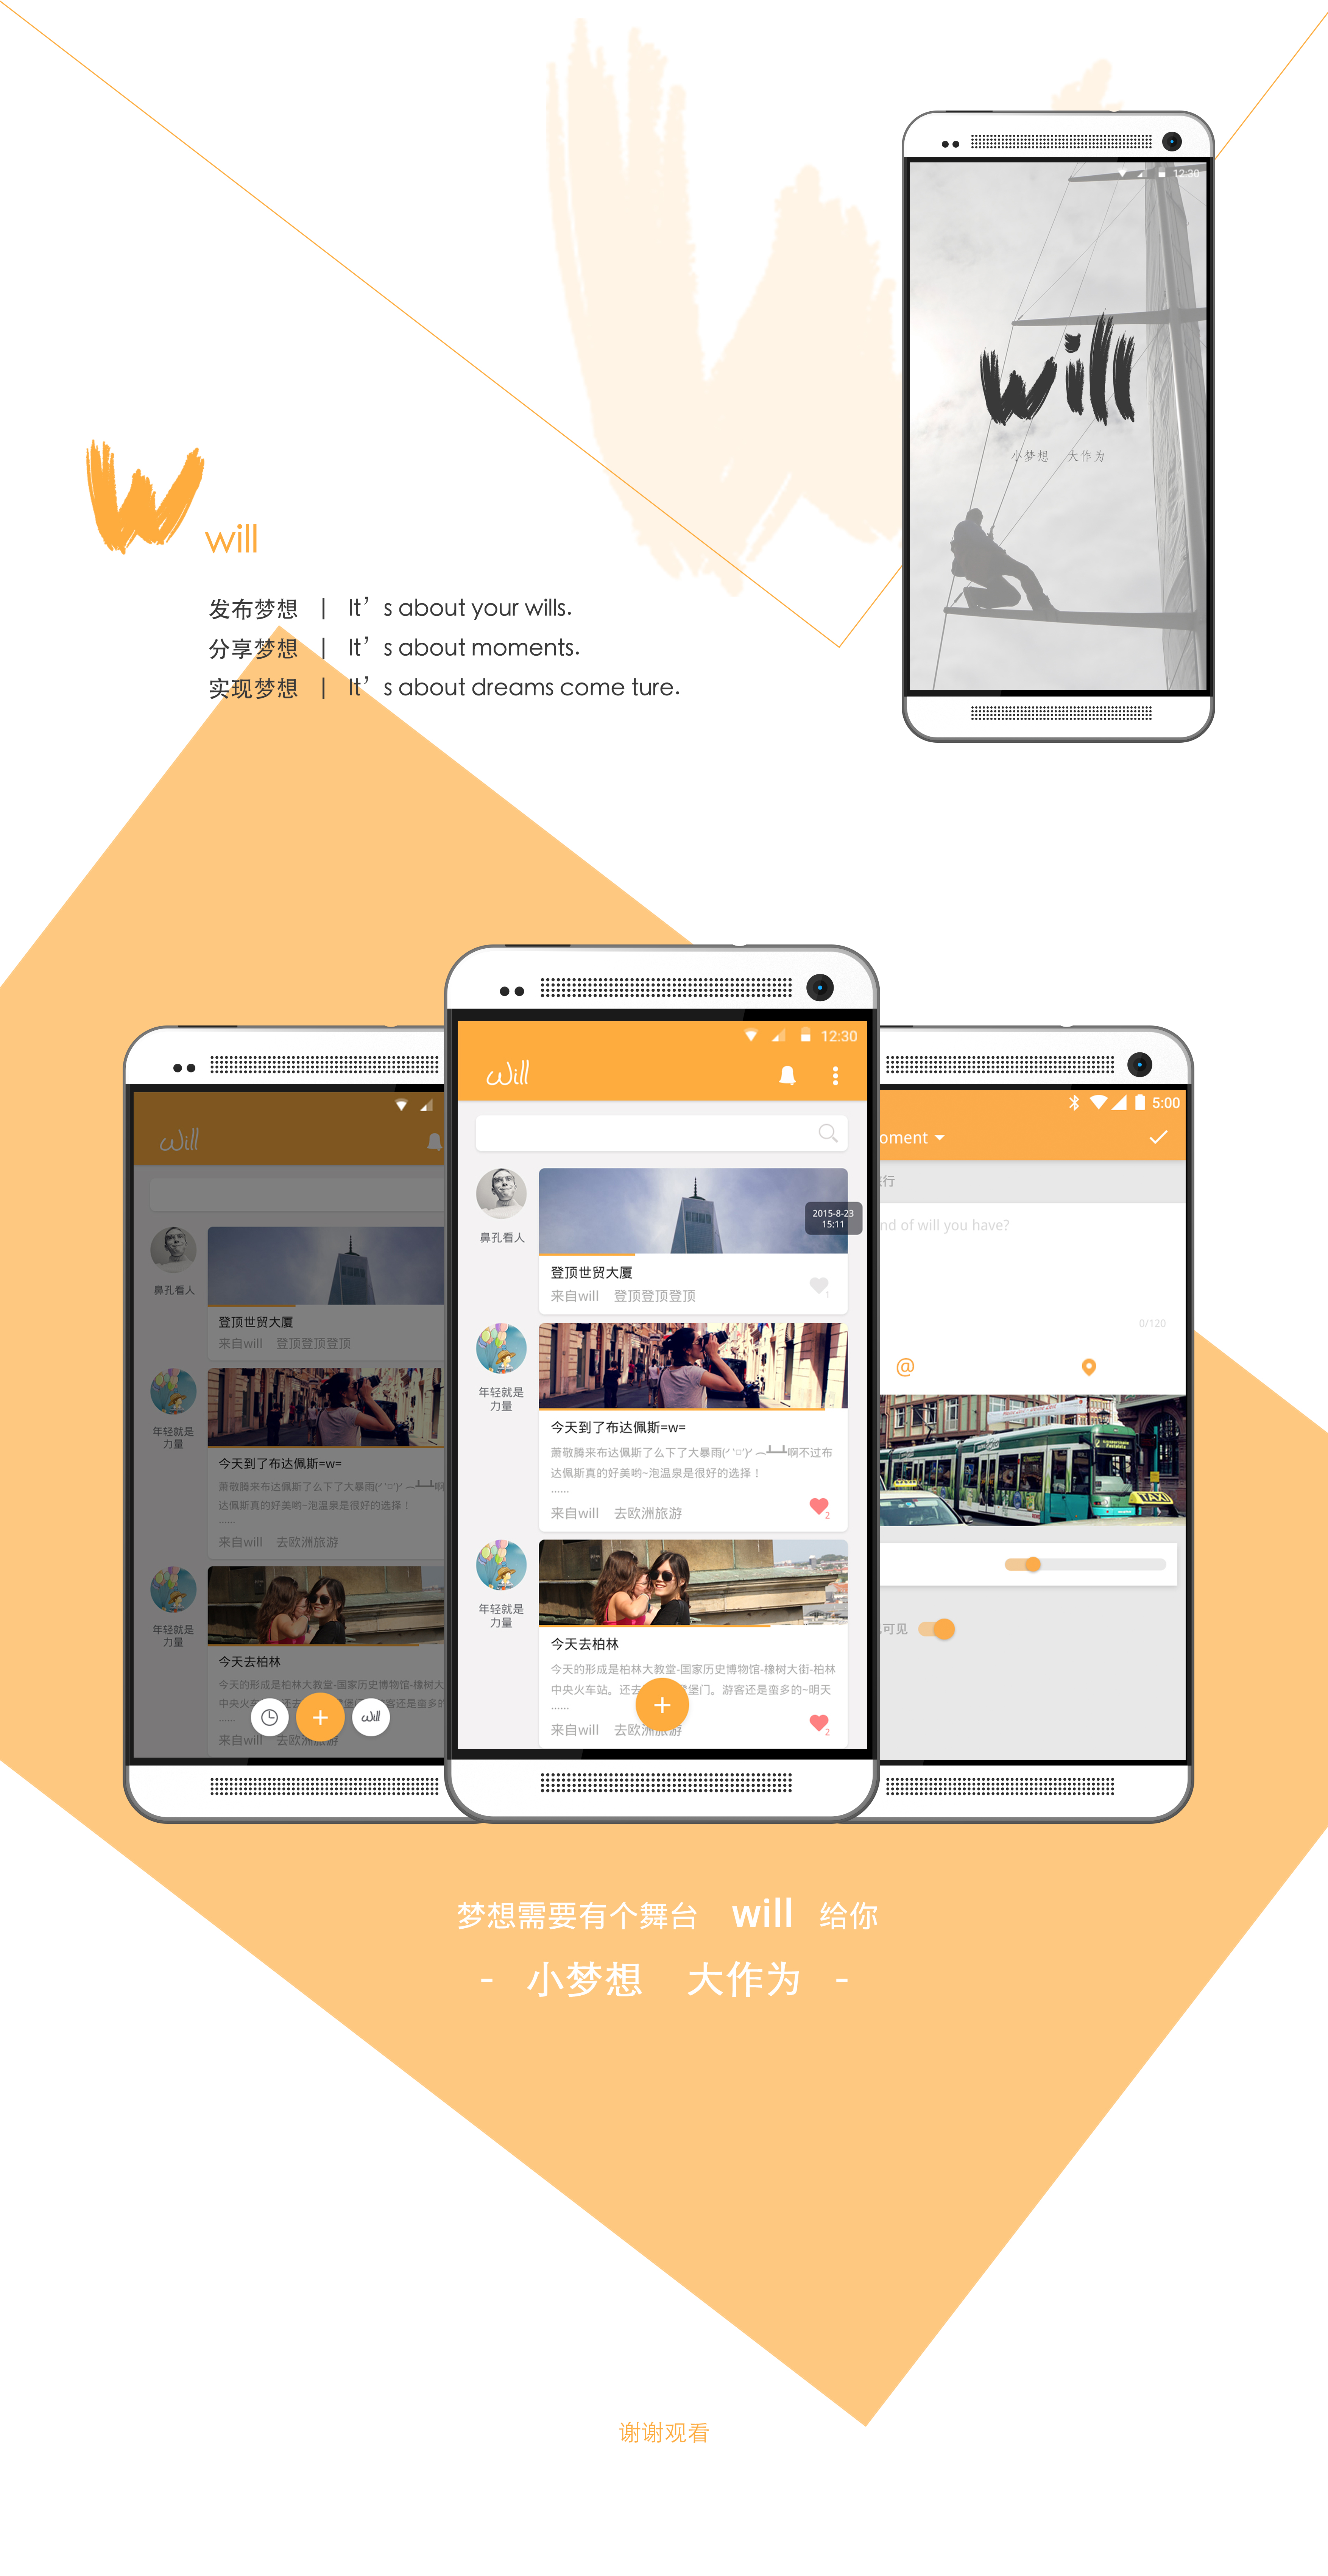 12:30
will
小梦想 大作为
will
发布梦想 | It’s about your wills.
分享梦想 | It’s about moments.
实现梦想 | It’s about dreams come ture.
will
鼻孔看人
登顶世贸大厦
来自will 登顶登顶登顶
年轻就是
力量
今天到了布达佩斯=w=
萧敬腾来布达佩斯了么下了大暴雨
达佩斯真的好美哟~泡温泉是很好的选择！
......
来自will 去欧洲旅游
年轻就是
力量
今天去柏林
今天的形成是柏林大教堂-国家历史博物馆-橡树大
中央火 还去 堡 游客还是蛮多的
......
来自will 去欧洲旅游
will
12:30
will
2015-8-23
15:11
鼻孔看人
登顶世贸大厦
来自will 登顶登顶登顶
1
年轻就是
力量
今天到了布达佩斯=w=
萧敬腾来布达佩斯了么下了大暴雨(╯‵□′)╯︵┻━┻啊不过布
达佩斯真的好美哟~泡温泉是很好的选择！
......
来自will 去欧洲旅游
2
年轻就是
力量
今天去柏林
今天的形成是柏林大教堂-国家历史博物馆-橡树大街-柏林
中央火车站。还去 堡门。游客还是蛮多的~明天
......
来自will 去欧洲旅游
2
5:00
oment
行
nd of will you have?
0/120
@
TAXI
可见
梦想需要有个舞台 will 给你
- 小梦想 大作为 -
谢谢观看